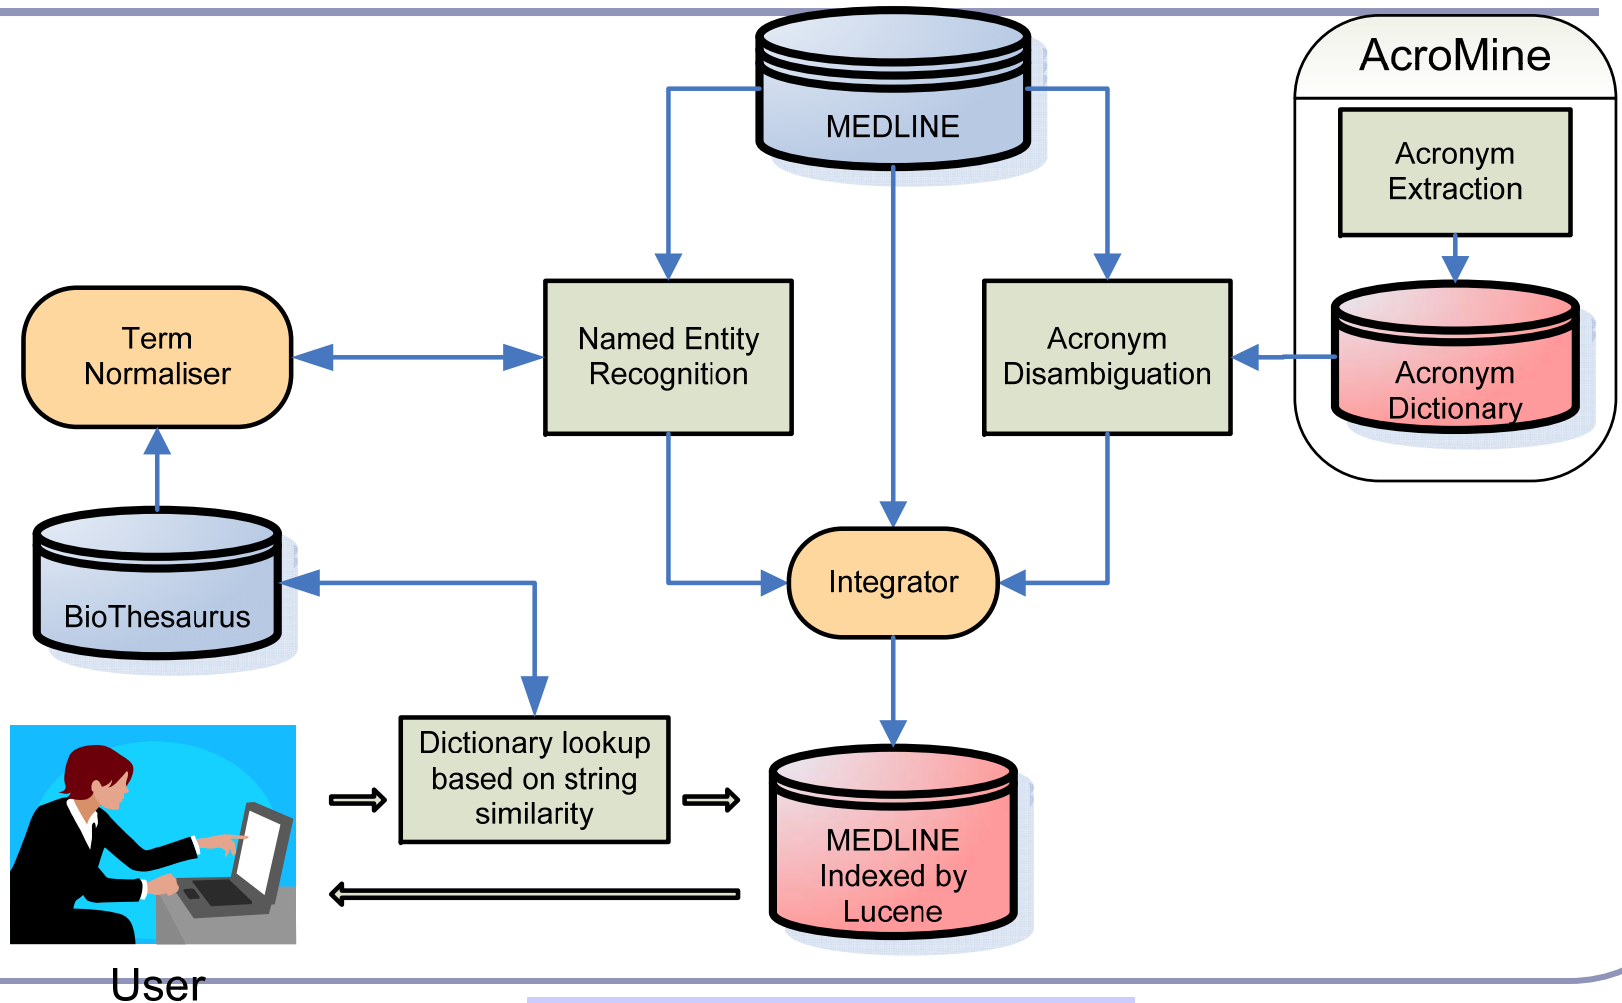 AcroMine
MEDLINE
Acronym
Extraction
Term
Normaliser
Named Entity
Recognition
Acronym
Disambiguation
Acronym
Dictionary
BioThesaurus
Integrator
Dictionary lookup
based on string
similarity
MEDLINE
Indexed by
Lucene
User